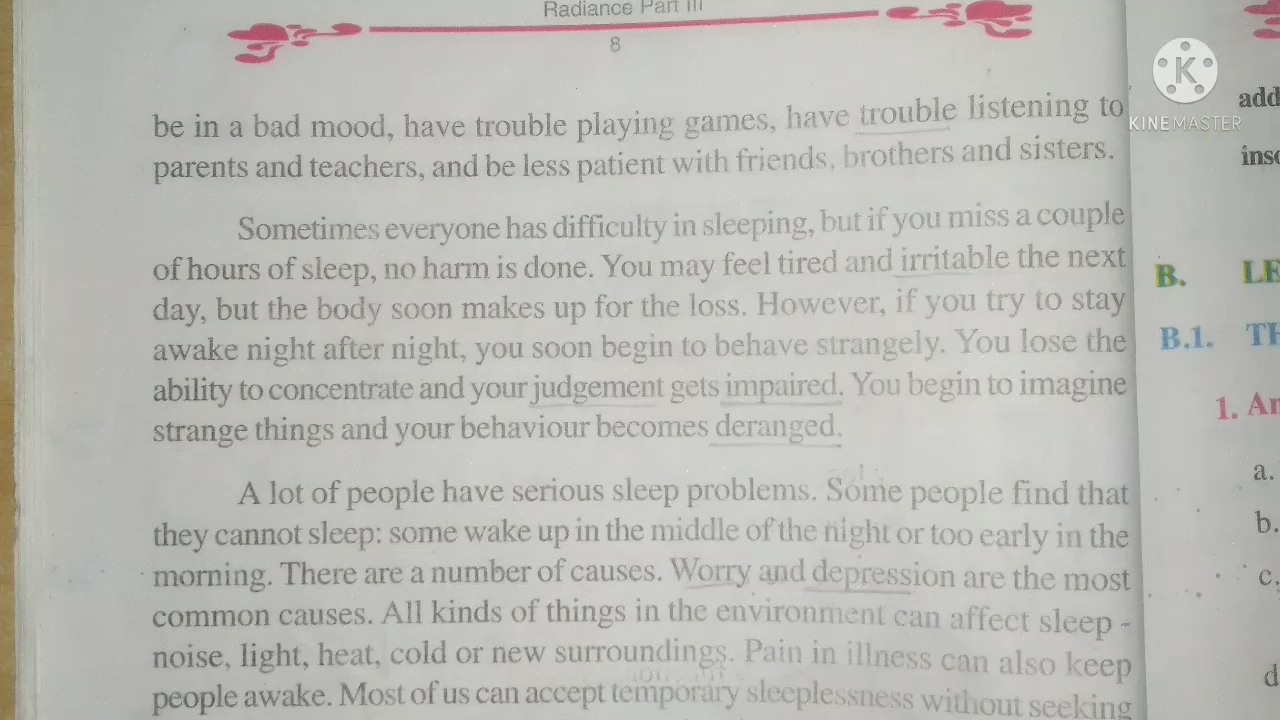 Radiance Part III
8
be in a bad mood, have trouble playing games, have trouble listening to
parents and teachers, and be less patient with friends, brothers and sisters.
Sometimes everyone has difficulty in sleeping, but if you miss a couple
of hours of sleep, no harm is done. You may feel tired and irritable the next
day, but the body soon makes up for the loss. However, if you try to stay
awake night after night, you soon begin to behave strangely. You lose the
ability to concentrate and your judgement gets impaired. You begin to imagine
strange things and your behaviour becomes deranged.
A lot of people have serious sleep problems. Some people find that
they cannot sleep: some wake up in the middle of the night or too early in the
morning. There are a number of causes. Worry and depression are the most
common causes. All kinds of things in the environment can affect sleep -
noise, light, heat, cold or new surroundings. Pain in illness can also keep
people awake. Most of us can accept temporary sleeplessness without seeking
K
KINEMASTER
add
B. LE
B.1.
1. An
a.
b.
c.
d